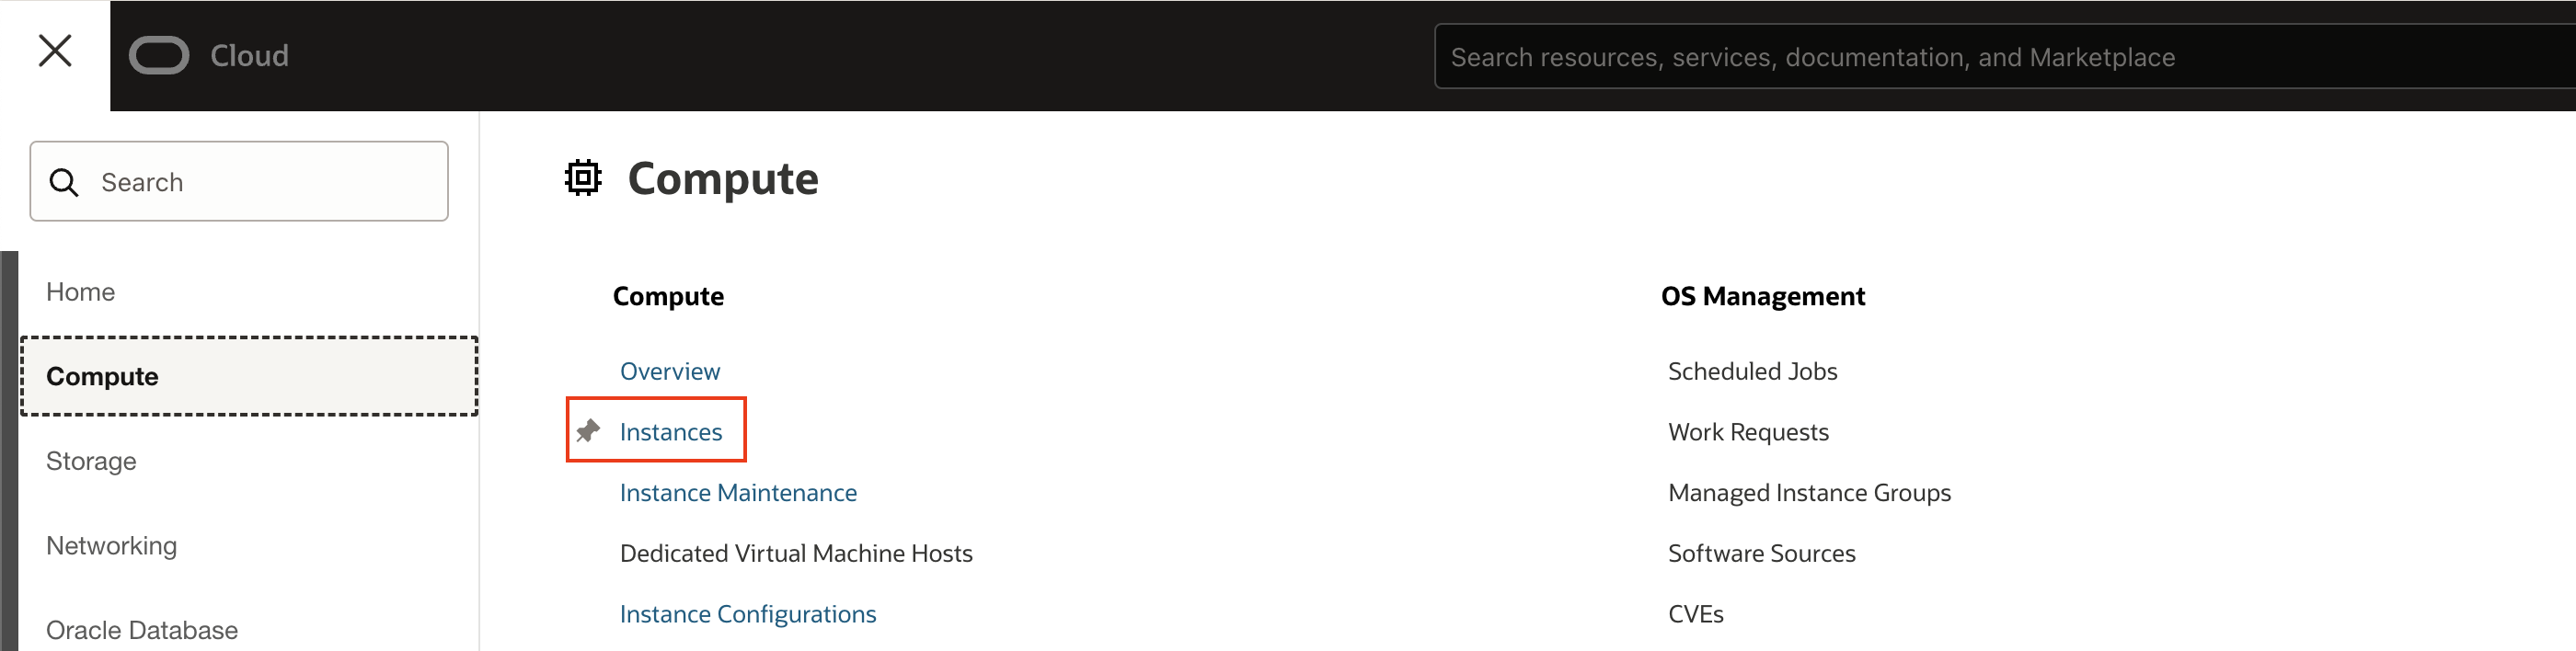 Cloud
Search resources, services, documentation, and Marketplace
Search
Home
Compute
Storage
Networking
Oracle Database
Compute
Compute
Overview
Instances
Instance Maintenance
Dedicated Virtual Machine Hosts
Instance Configurations
OS Management
Scheduled Jobs
Work Requests
Managed Instance Groups
Software Sources
CVEs